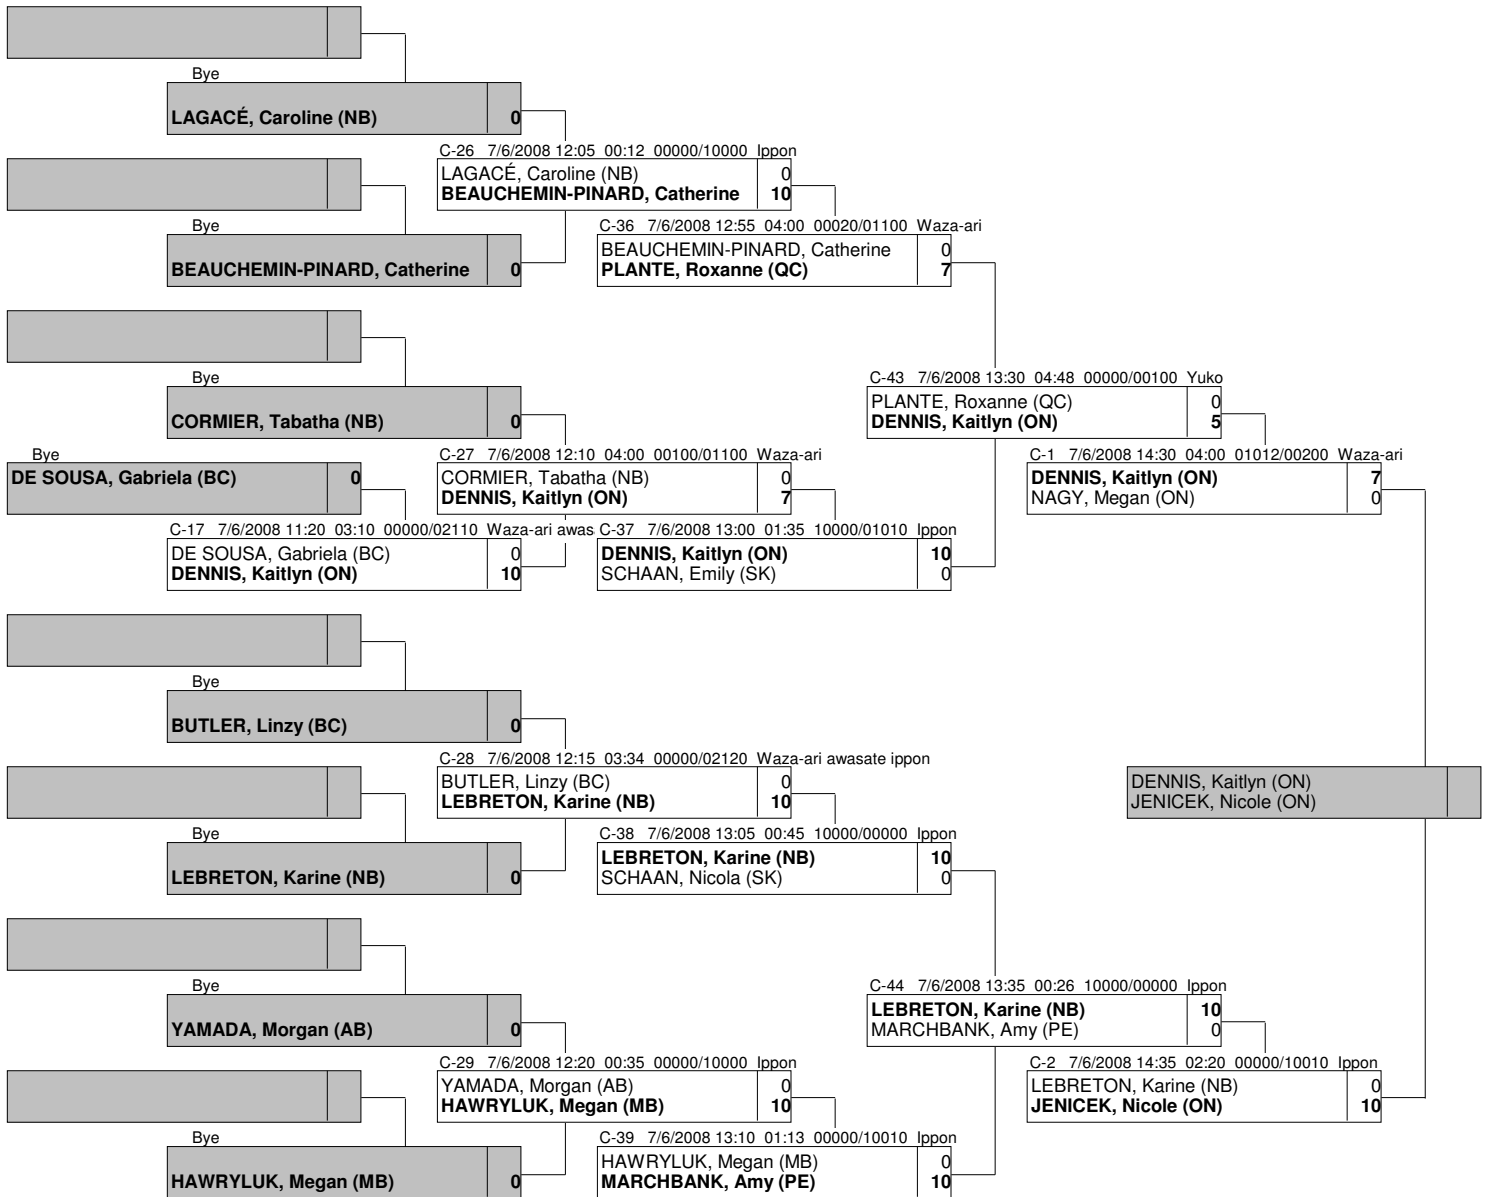 Bye
LAGACÉ, Caroline (NB) 0
C-26 7/6/2008 12:05 00:12 00000/10000 Ippon
LAGACÉ, Caroline (NB) 0
BEAUCHEMIN-PINARD, Catherine 10
Bye
C-36 7/6/2008 12:55 04:00 00020/01100 Waza-ari
BEAUCHEMIN-PINARD, Catherine 0
BEAUCHEMIN-PINARD, Catherine 0
PLANTE, Roxanne (QC) 7
Bye
C-43 7/6/2008 13:30 04:48 00000/00100 Yuko
PLANTE, Roxanne (QC) 0
CORMIER, Tabatha (NB) 0
DENNIS, Kaitlyn (ON) 5
Bye
C-27 7/6/2008 12:10 04:00 00100/01100 Waza-ari
C-1 7/6/2008 14:30 04:00 01012/00200 Waza-ari
DE SOUSA, Gabriela (BC) 0
CORMIER, Tabatha (NB) 0
DENNIS, Kaitlyn (ON) 7
DENNIS, Kaitlyn (ON) 7
NAGY, Megan (ON) 0
C-17 7/6/2008 11:20 03:10 00000/02110 Waza-ari awas
C-37 7/6/2008 13:00 01:35 10000/01010 Ippon
DE SOUSA, Gabriela (BC) 0
DENNIS, Kaitlyn (ON) 10
DENNIS, Kaitlyn (ON) 10
SCHAAN, Emily (SK) 0
Bye
BUTLER, Linzy (BC) 0
C-28 7/6/2008 12:15 03:34 00000/02120 Waza-ari awasate ippon
BUTLER, Linzy (BC) 0
LEBRETON, Karine (NB) 10
DENNIS, Kaitlyn (ON)
JENICEK, Nicole (ON)
Bye
C-38 7/6/2008 13:05 00:45 10000/00000 Ippon
LEBRETON, Karine (NB) 0
LEBRETON, Karine (NB) 10
SCHAAN, Nicola (SK) 0
Bye
C-44 7/6/2008 13:35 00:26 10000/00000 Ippon
YAMADA, Morgan (AB) 0
LEBRETON, Karine (NB) 10
MARCHBANK, Amy (PE) 0
C-29 7/6/2008 12:20 00:35 00000/10000 Ippon
C-2 7/6/2008 14:35 02:20 00000/10010 Ippon
YAMADA, Morgan (AB) 0
HAWRYLUK, Megan (MB) 10
LEBRETON, Karine (NB) 0
JENICEK, Nicole (ON) 10
Bye
C-39 7/6/2008 13:10 01:13 00000/10010 Ippon
HAWRYLUK, Megan (MB) 0
HAWRYLUK, Megan (MB) 0
MARCHBANK, Amy (PE) 10